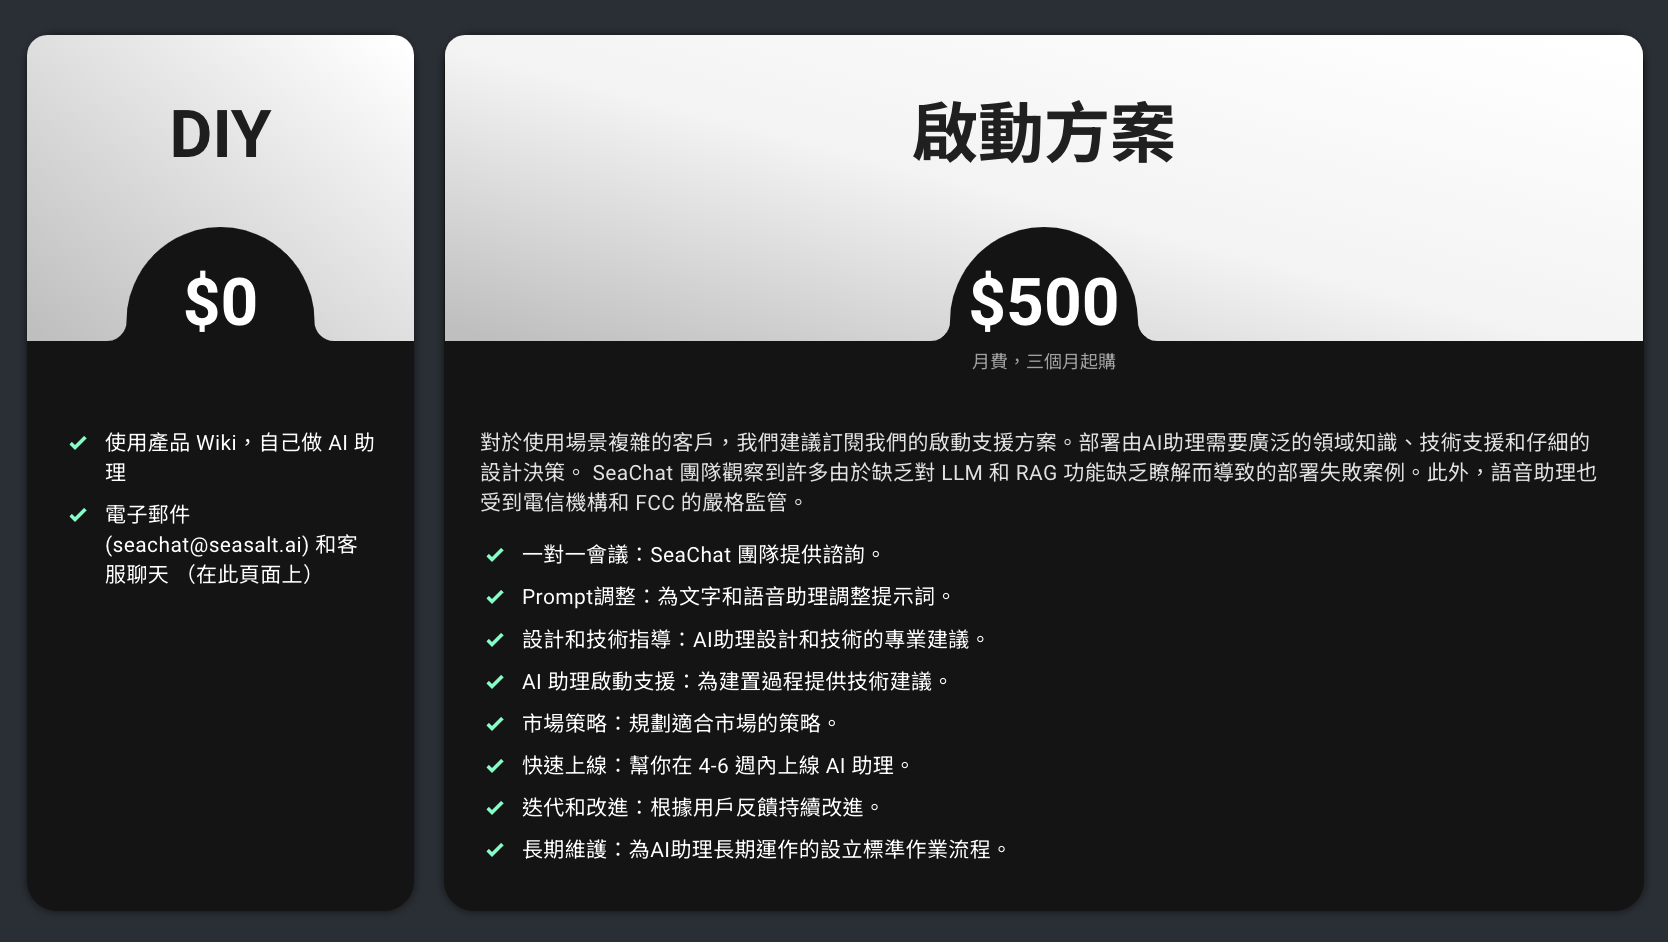 DIY
$0
使用產品 Wiki，自己做 AI 助
理
電子郵件
(seachat@seasalt.ai) 和客
服聊天 （在此頁面上）
啟動方案
$500
月費，三個月起購
對於使用場景複雜的客戶，我們建議訂閱我們的啟動支援方案。部署由AI助理需要廣泛的領域知識、技術支援和仔細的
設計決策。 SeaChat 團隊觀察到許多由於缺乏對 LLM 和 RAG 功能缺乏瞭解而導致的部署失敗案例。此外，語音助理也
受到電信機構和 FCC 的嚴格監管。
一對一會議：SeaChat 團隊提供諮詢。
Prompt調整：為文字和語音助理調整提示詞。
設計和技術指導：AI助理設計和技術的專業建議。
AI 助理啟動支援：為建置過程提供技術建議。
市場策略：規劃適合市場的策略。
快速上線：幫你在 4-6 週內上線 AI 助理。
迭代和改進：根據用戶反饋持續改進。
長期維護：為AI助理長期運作的設立標準作業流程。